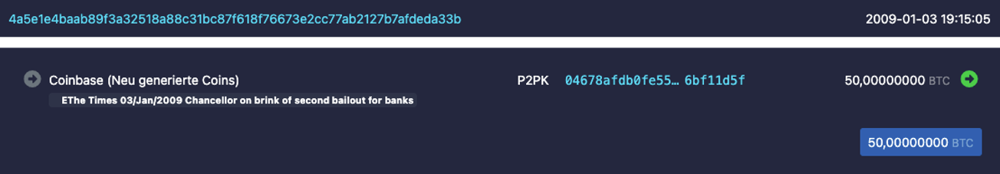 4a5e1e4baab89f3a32518a88c31bc87f618f76673e2cc77ab2127b7afdeda33b 2009-01-03 19:15:05
Coinbase (Neu generierte Coins) P2PK 04678afdb0fe55… 6bf11d5f 50,00000000 BTC
EThe Times 03/Jan/2009 Chancellor on brink of second bailout for banks
50,00000000 BTC